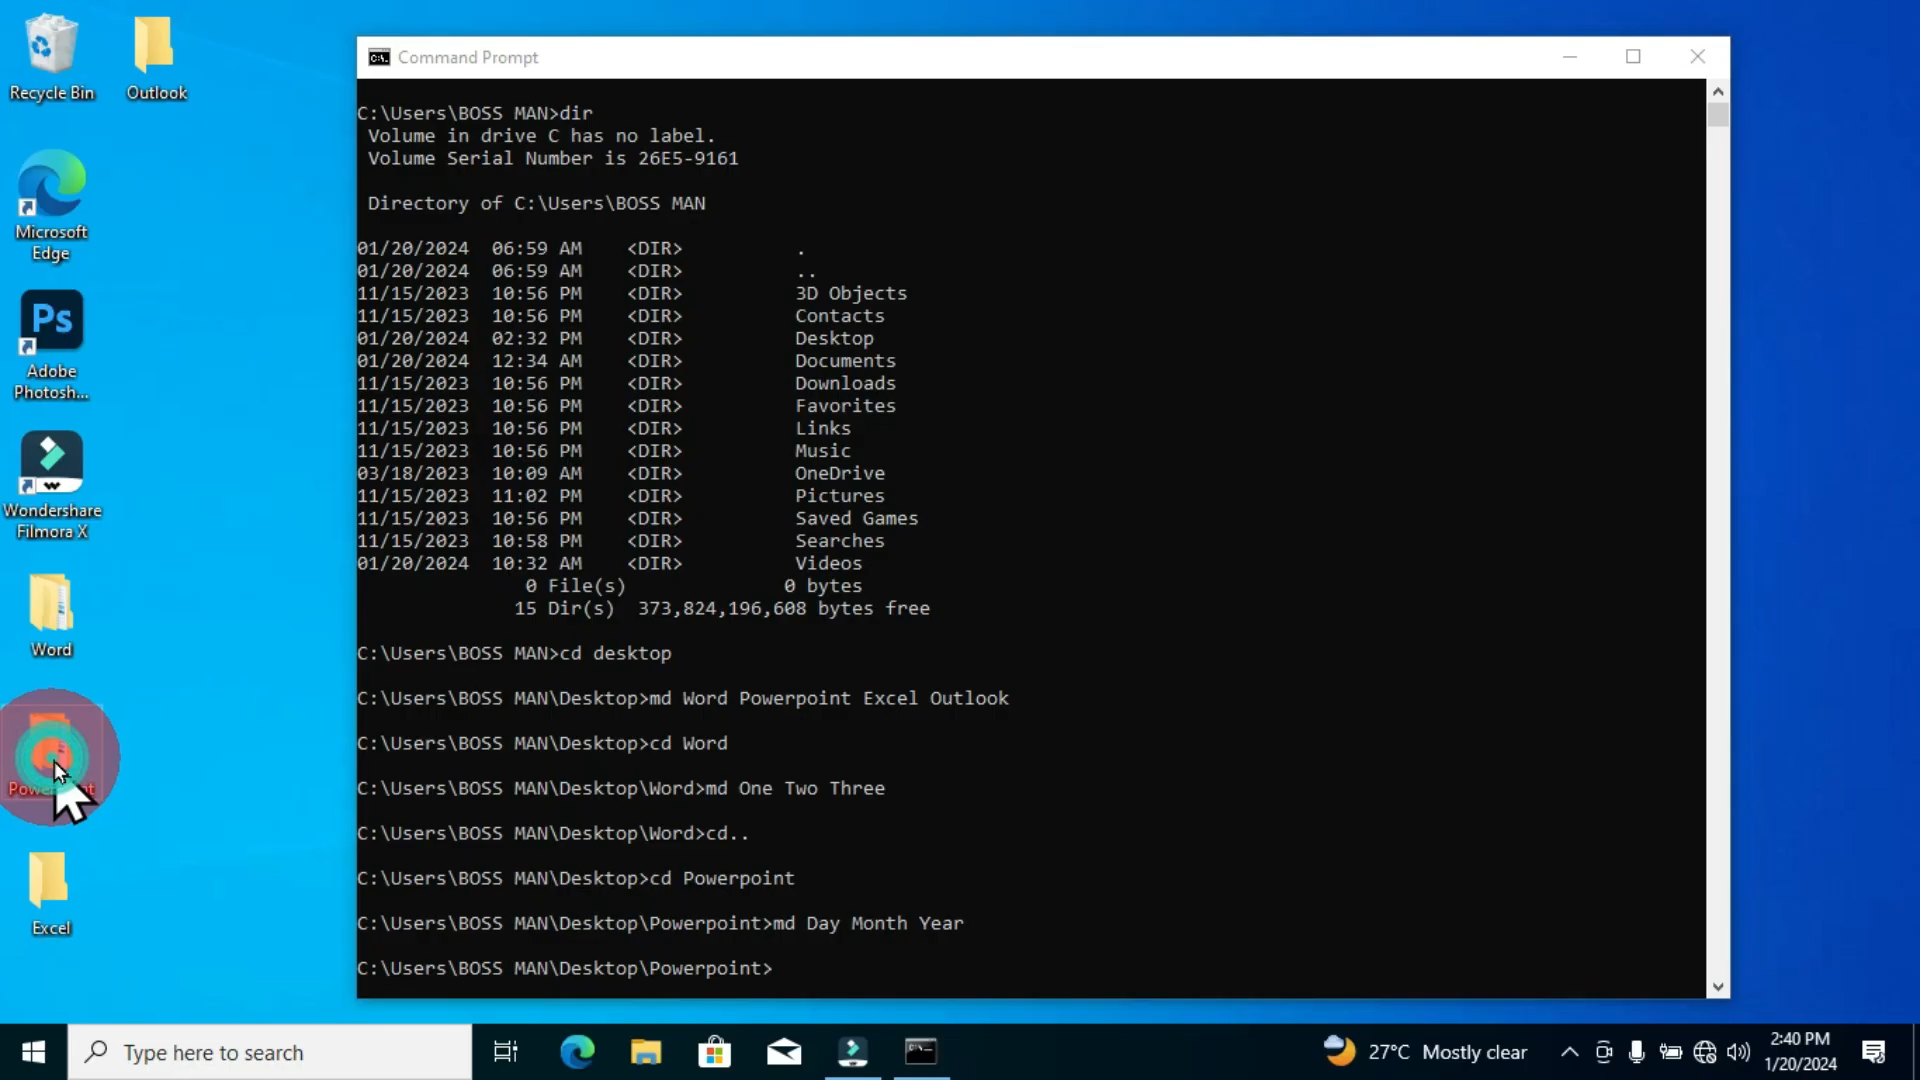 Recycle Bin
Outlook
Microsoft
Edge
Ps
Adobe
Photosh...
Wondershare
Filmora X
Word
Excel
Command Prompt
C:\Users\BOSS MAN>dir
Volume in drive C has no label.
Volume Serial Number is 26E5-9161
Directory of C:\Users\BOSS MAN
01/20/2024  06:59 AM    <DIR>          .
01/20/2024  06:59 AM    <DIR>          ..
11/15/2023  10:56 PM    <DIR>          3D Objects
11/15/2023  10:56 PM    <DIR>          Contacts
01/20/2024  02:32 PM    <DIR>          Desktop
01/20/2024  12:34 AM    <DIR>          Documents
11/15/2023  10:56 PM    <DIR>          Downloads
11/15/2023  10:56 PM    <DIR>          Favorites
11/15/2023  10:56 PM    <DIR>          Links
11/15/2023  10:56 PM    <DIR>          Music
03/18/2023  10:09 AM    <DIR>          OneDrive
11/15/2023  11:02 PM    <DIR>          Pictures
11/15/2023  10:56 PM    <DIR>          Saved Games
11/15/2023  10:58 PM    <DIR>          Searches
01/20/2024  10:32 AM    <DIR>          Videos
0 File(s)              0 bytes
15 Dir(s)  373,824,196,608 bytes free
C:\Users\BOSS MAN>cd desktop
C:\Users\BOSS MAN\Desktop>md Word Powerpoint Excel Outlook
C:\Users\BOSS MAN\Desktop>cd Word
C:\Users\BOSS MAN\Desktop\Word>md One Two Three
C:\Users\BOSS MAN\Desktop\Word>cd..
C:\Users\BOSS MAN\Desktop>cd Powerpoint
C:\Users\BOSS MAN\Desktop\Powerpoint>md Day Month Year
C:\Users\BOSS MAN\Desktop\Powerpoint>
Type here to search
27°C Mostly clear
2:40 PM
1/20/2024